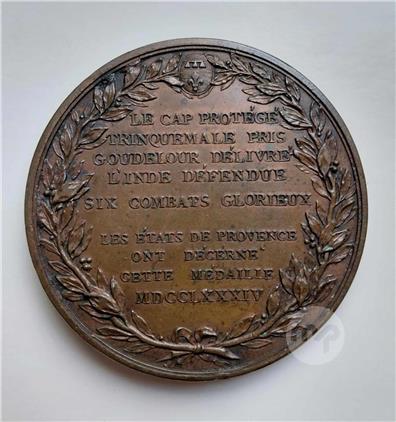 LE CAP PROTÉGÉ
TRINQUEMALE PRIS
GOUDELOUR DÉLIVRÉ
L'INDE DÉFENDUE
SIX COMBATS GLORIEUX
LES ÉTATS DE PROVENCE
ONT DÉCERNÉ
CETTE MÉDAILLE
MDCCLXXXIV